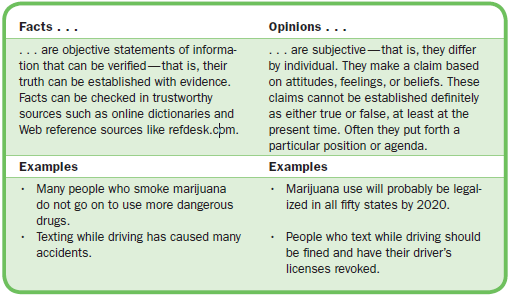 Facts . . .
. . . are objective statements of informa-
tion that can be verified—that is, their
truth can be established with evidence.
Facts can be checked in trustworthy
sources such as online dictionaries and
Web reference sources like refdesk.com.
Opinions . . .
. . . are subjective—that is, they differ
by individual. They make a claim based
on attitudes, feelings, or beliefs. These
claims cannot be established definitely
as either true or false, at least at the
present time. Often they put forth a
particular position or agenda.
Examples
· Many people who smoke marijuana
do not go on to use more dangerous
drugs.
· Texting while driving has caused many
accidents.
Examples
· Marijuana use will probably be legal-
ized in all fifty states by 2020.
· People who text while driving should
be fined and have their driver's
licenses revoked.